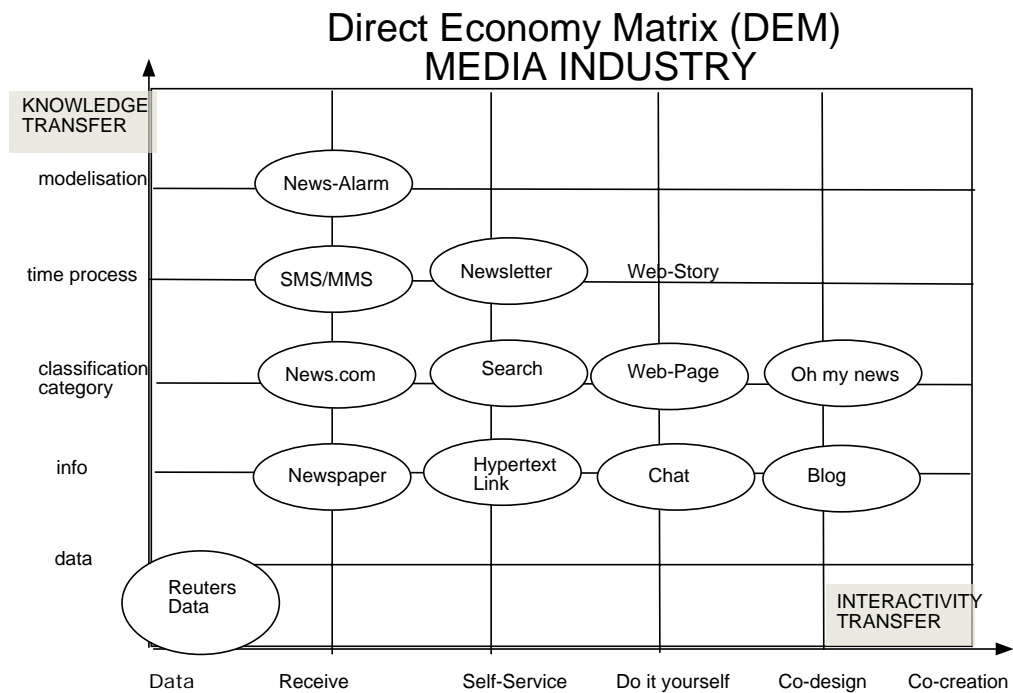 Direct Economy Matrix (DEM)
MEDIA INDUSTRY
KNOWLEDGE
TRANSFER
modelisation
News-Alarm
time process
SMS/MMS
Newsletter
Web-Story
classification
category
News.com
Search
Web-Page
Oh my news
info
Newspaper
Hypertext
Link
Chat
Blog
data
Reuters
Data
INTERACTIVITY
TRANSFER
Data
Receive
Self-Service
Do it yourself
Co-design
Co-creation